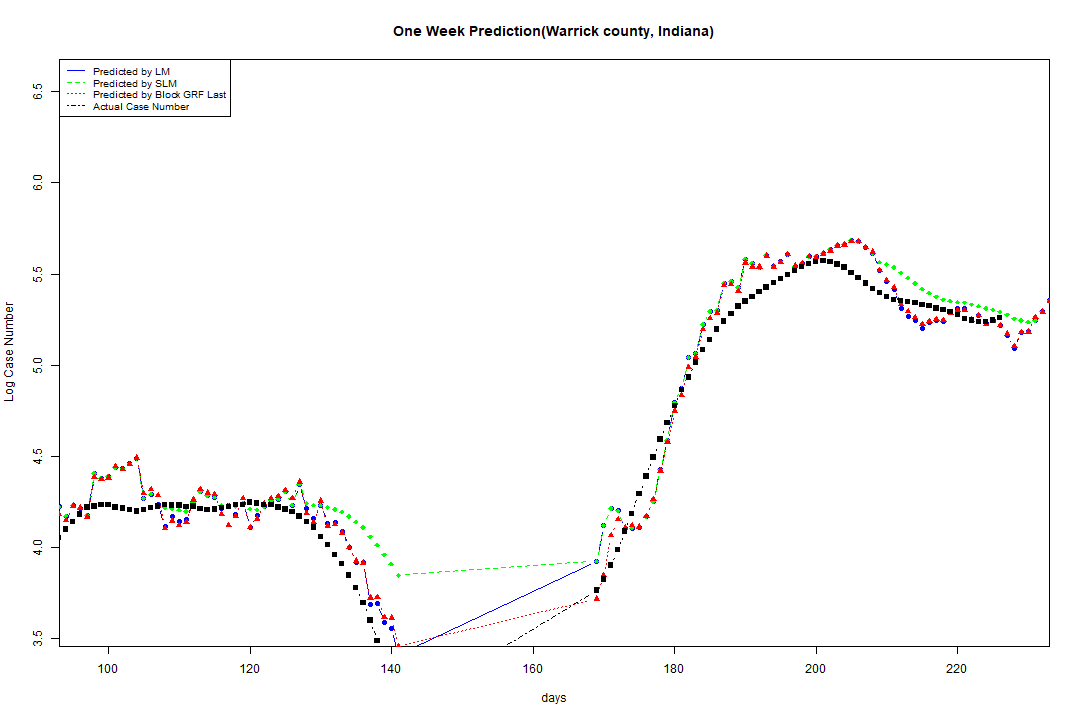 One Week Prediction(Warrick county, Indiana)
Predicted by LM
Predicted by SLM
Predicted by Block GRF Last
Actual Case Number
6.5
6.0
5.5
5.0
4.5
4.0
3.5
Log Case Number
100 120 140 160 180 200 220
days